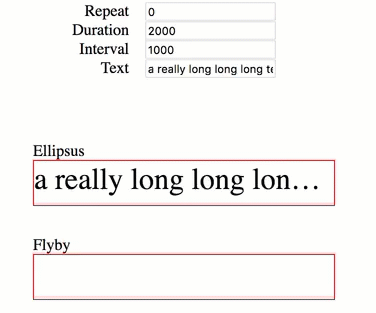 Repeat 0
Duration 2000
Interval 1000
Text a really long long long te
Ellipsus
a really long long lon…
Flyby